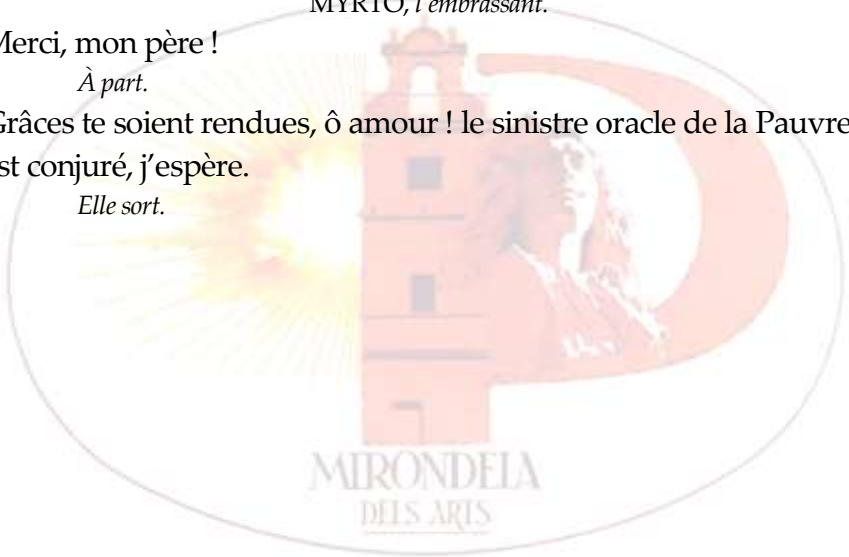 MYRTO, l'embrassant.
Merci, mon père !
À part.
Grâces te soient rendues, ô amour ! le sinistre oracle de la Pauvre
est conjuré, j'espère.
Elle sort.
MIRONDELA
DELS ARTS